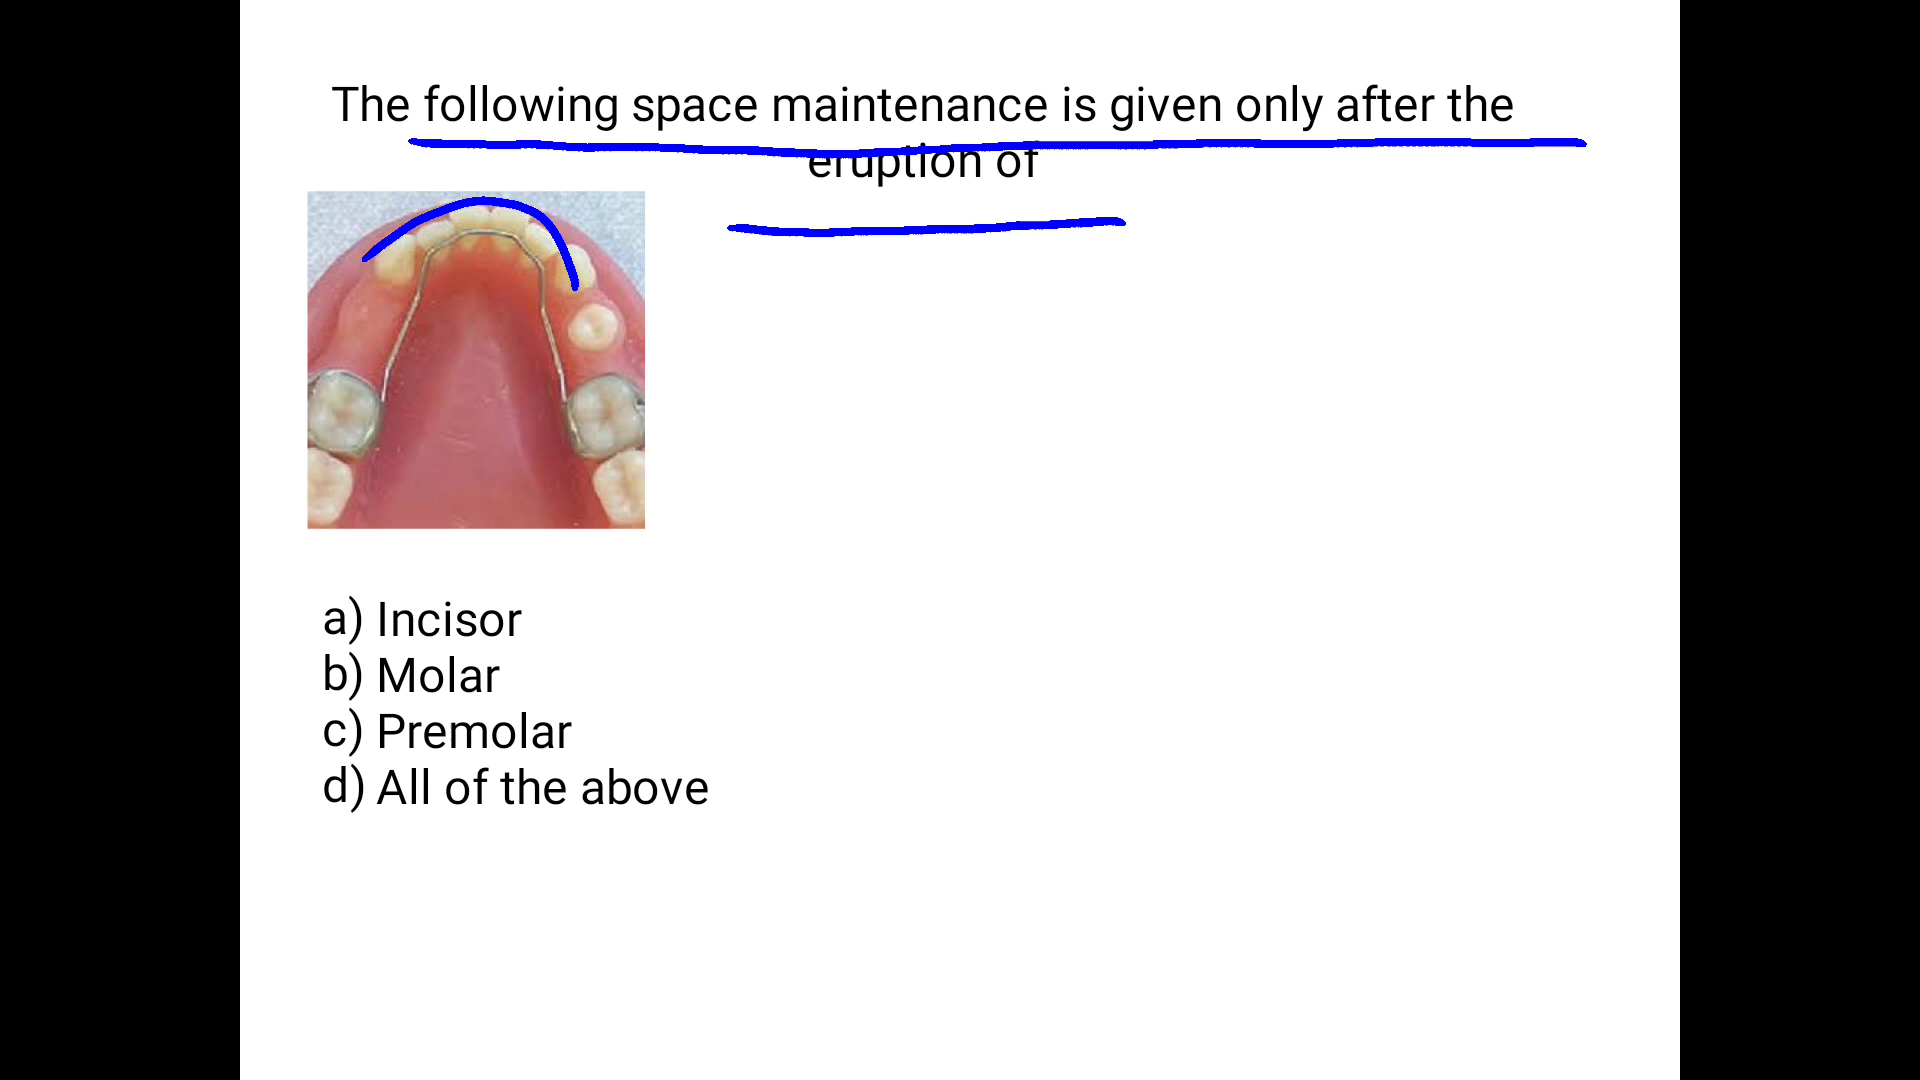 The following space maintenance is given only after the
eruption of
a) Incisor
b) Molar
c) Premolar
d) All of the above